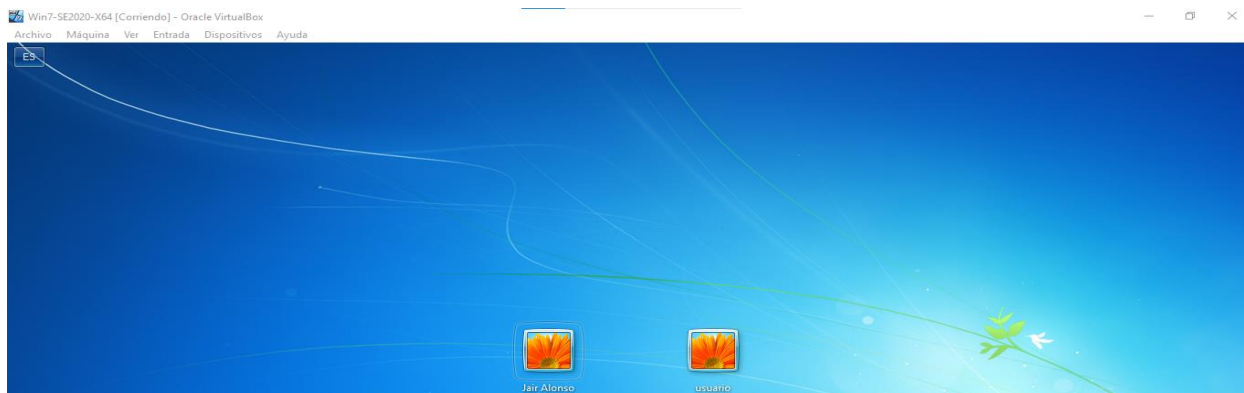 Win7-SE2020-X64 [Corriendo] - Oracle VirtualBox
Archivo Máquina Ver Entrada Dispositivos Ayuda
ES
Jair Alonso usuario